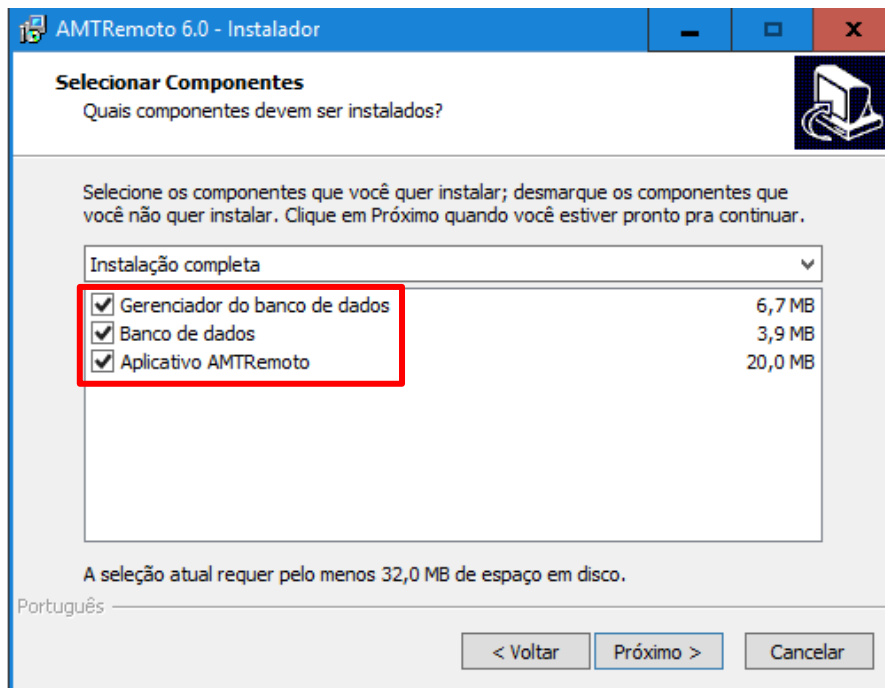 AMTRemoto 6.0 - Instalador
Selecionar Componentes
Quais componentes devem ser instalados?
Selecione os componentes que você quer instalar; desmarque os componentes que
você não quer instalar. Clique em Próximo quando você estiver pronto pra continuar.
Instalação completa
Gerenciador do banco de dados 6,7 MB
Banco de dados 3,9 MB
Aplicativo AMTRemoto 20,0 MB
A seleção atual requer pelo menos 32,0 MB de espaço em disco.
Português
< Voltar Próximo > Cancelar